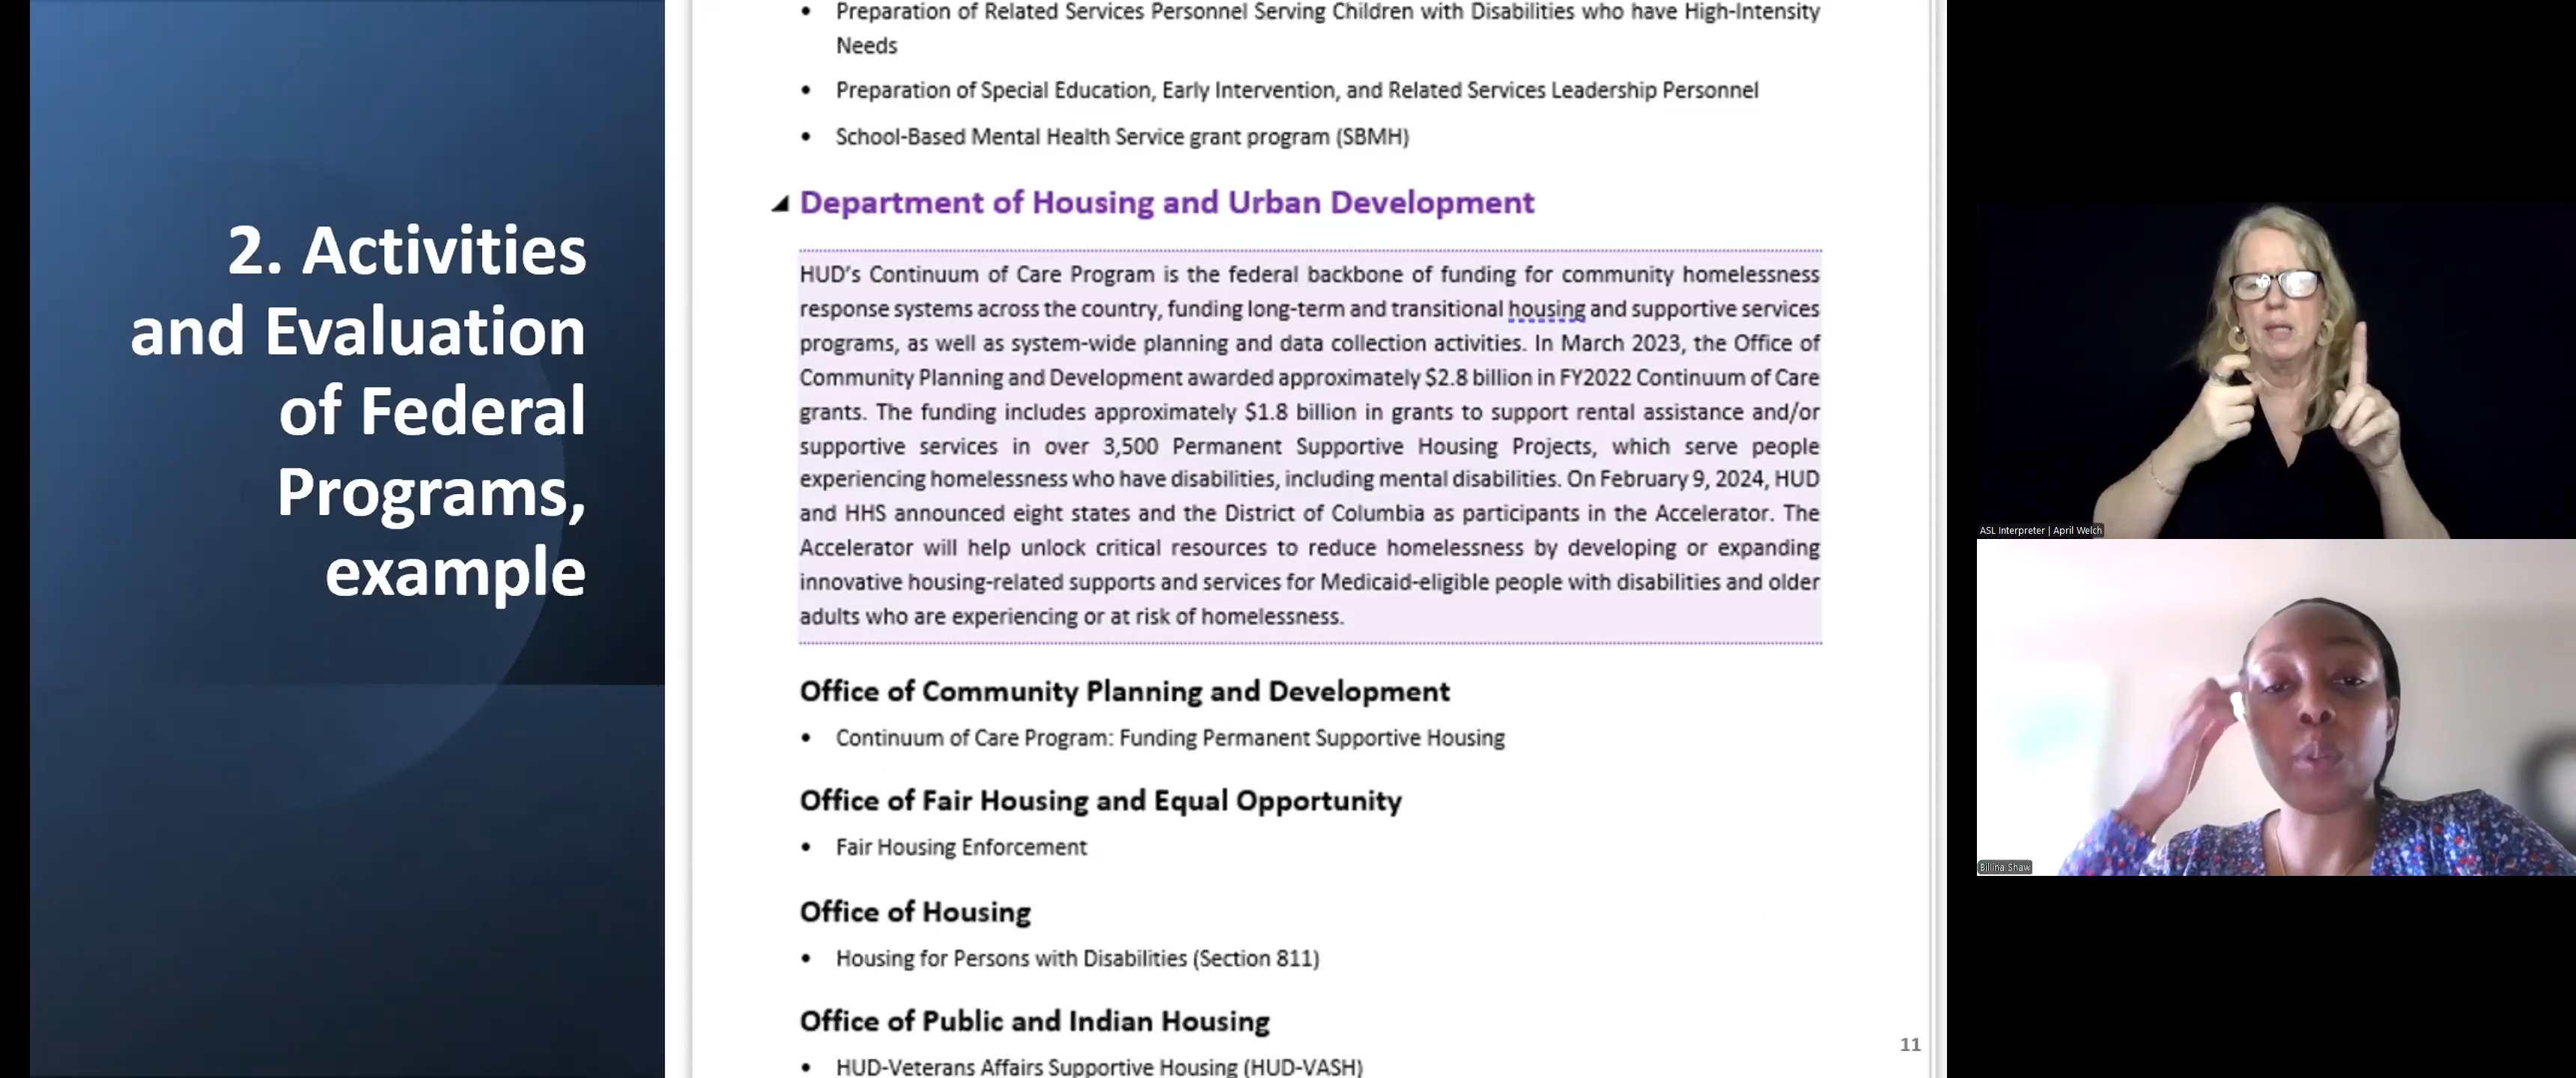 2. Activities
and Evaluation
of Federal
Programs,
example
• Preparation of Related Services Personnel Serving Children with Disabilities who have High-Intensity
Needs
• Preparation of Special Education, Early Intervention, and Related Services Leadership Personnel
• School-Based Mental Health Service grant program (SBMH)
Department of Housing and Urban Development
HUD's Continuum of Care Program is the federal backbone of funding for community homelessness
response systems across the country, funding long-term and transitional housing and supportive services
programs, as well as system-wide planning and data collection activities. In March 2023, the Office of
Community Planning and Development awarded approximately $2.8 billion in FY2022 Continuum of Care
grants. The funding includes approximately $1.8 billion in grants to support rental assistance and/or
supportive services in over 3,500 Permanent Supportive Housing Projects, which serve people
experiencing homelessness who have disabilities, including mental disabilities. On February 9, 2024, HUD
and HHS announced eight states and the District of Columbia as participants in the Accelerator. The
Accelerator will help unlock critical resources to reduce homelessness by developing or expanding
innovative housing-related supports and services for Medicaid-eligible people with disabilities and older
adults who are experiencing or at risk of homelessness.
Office of Community Planning and Development
• Continuum of Care Program: Funding Permanent Supportive Housing
Office of Fair Housing and Equal Opportunity
• Fair Housing Enforcement
Office of Housing
• Housing for Persons with Disabilities (Section 811)
Office of Public and Indian Housing
• HUD-Veterans Affairs Supportive Housing (HUD-VASH)
11
ASL Interpreter | April Welch
Billina Shaw